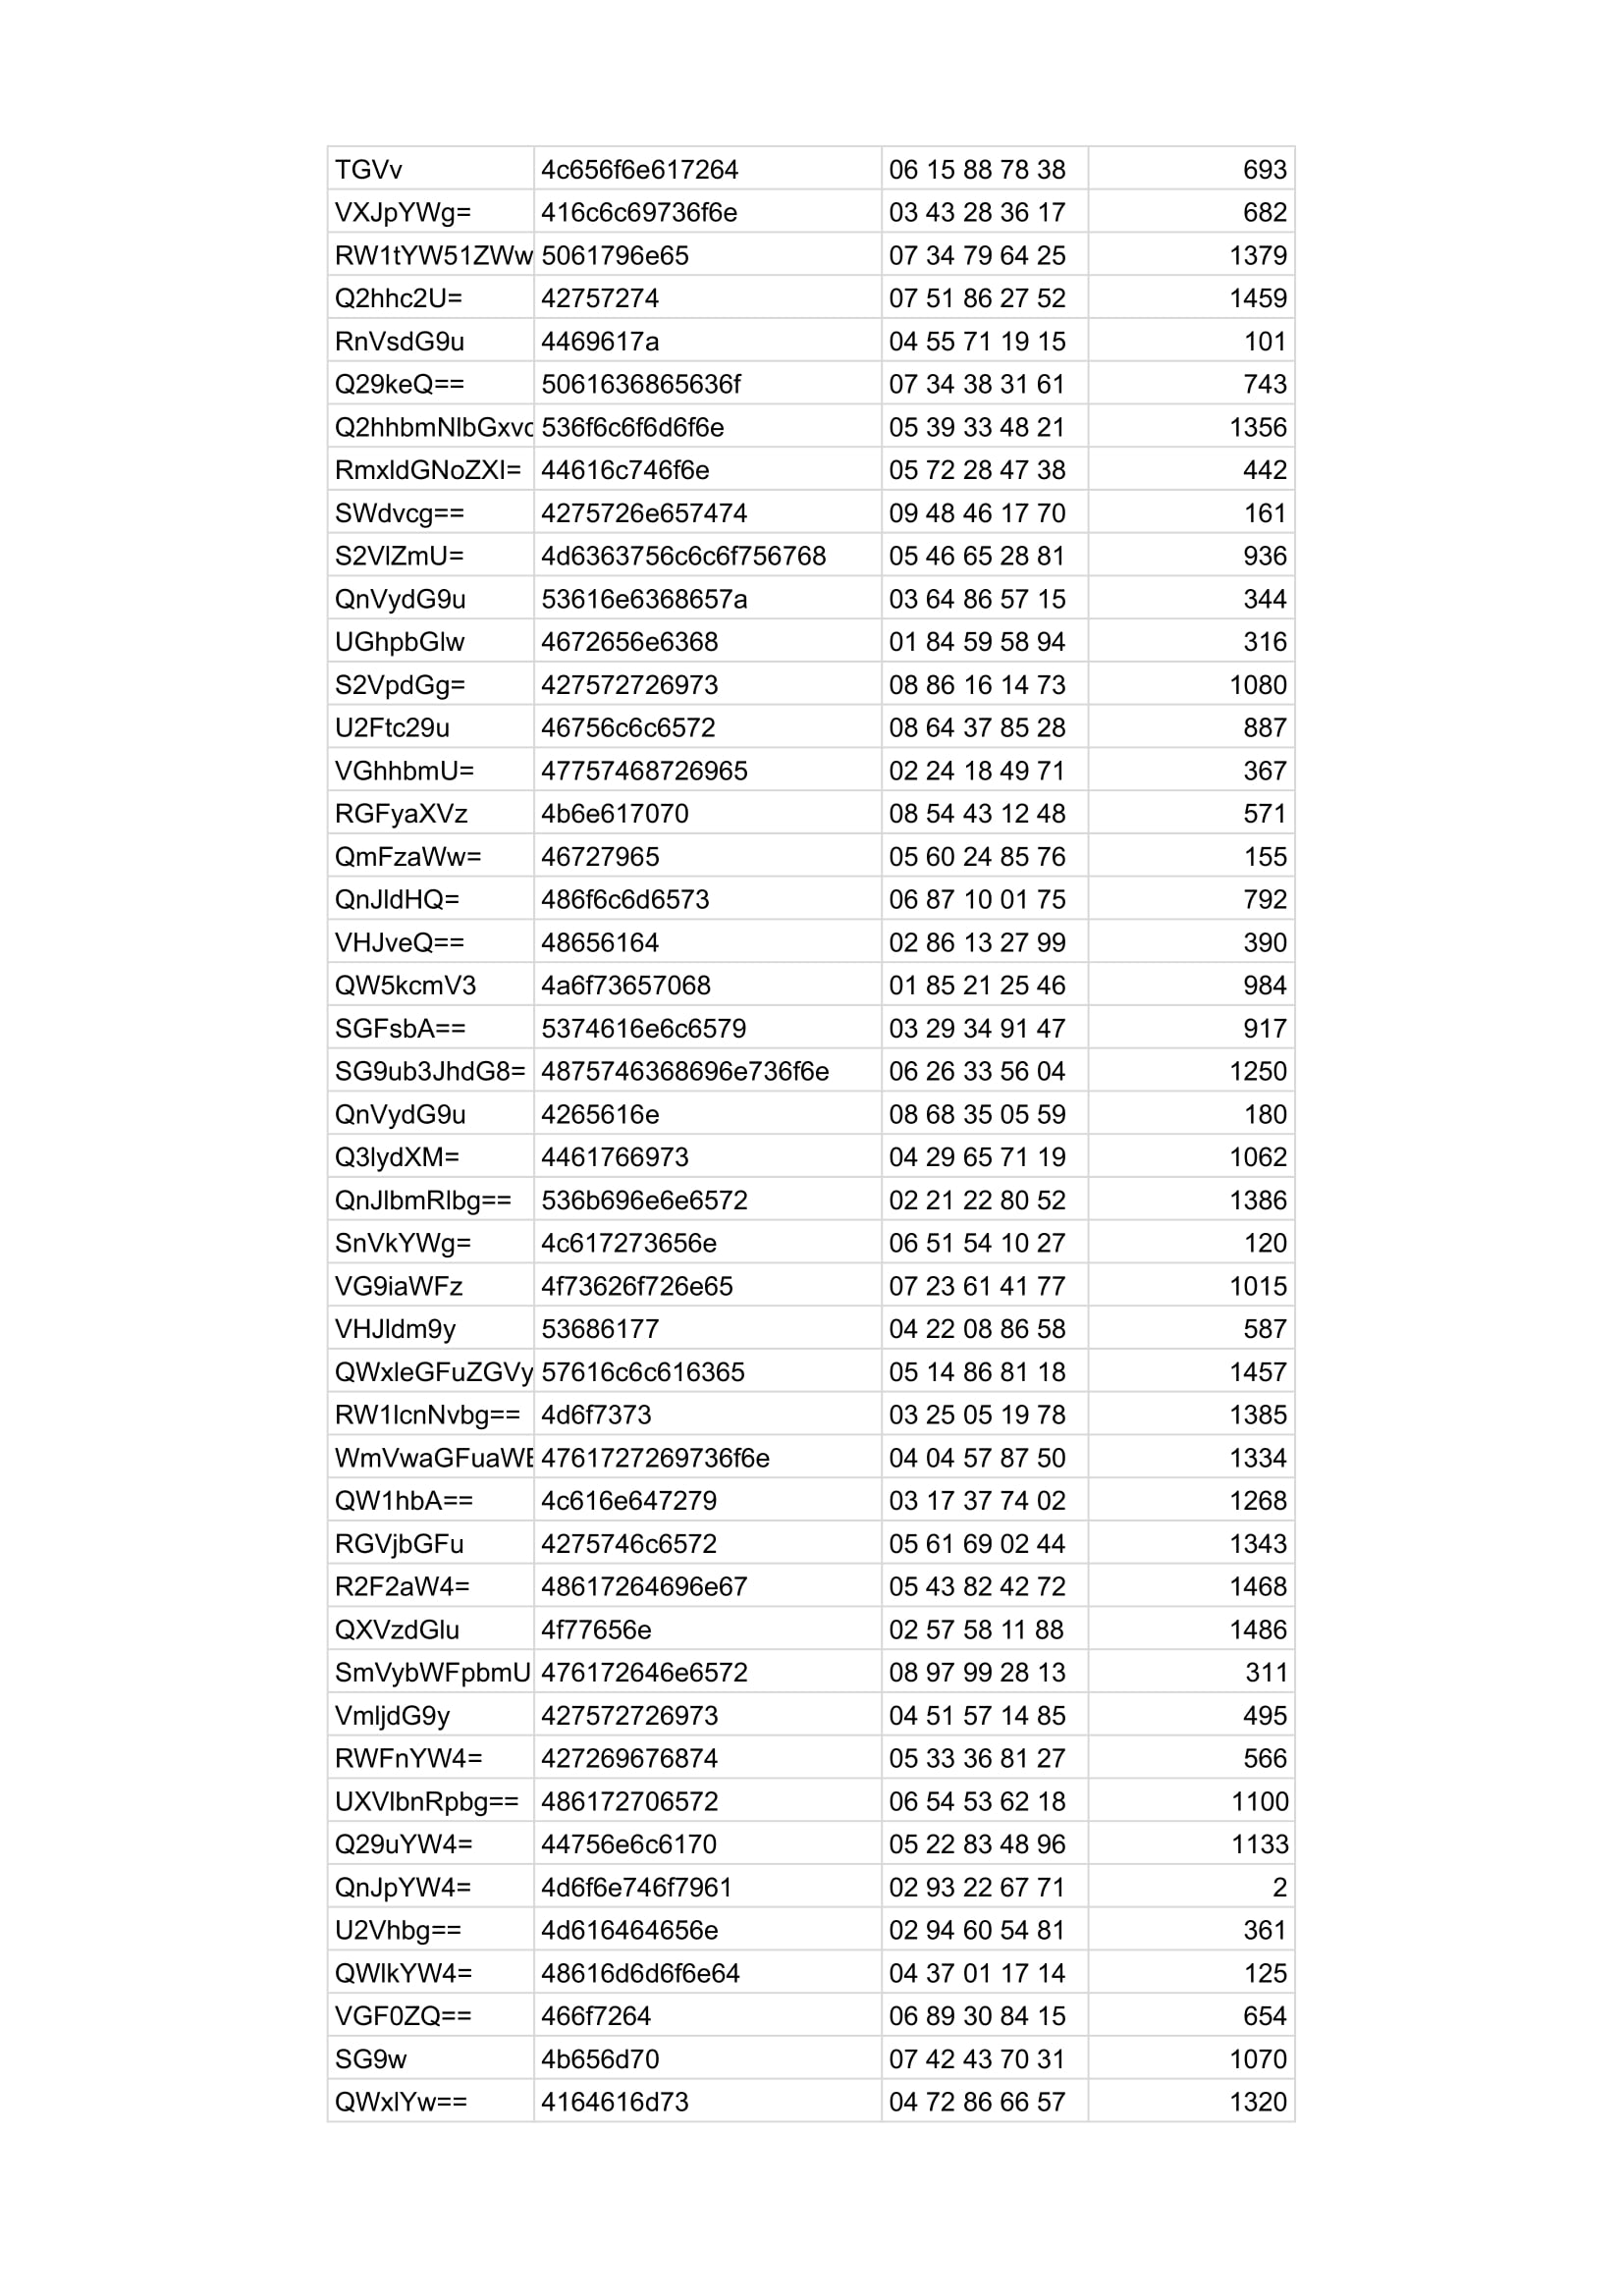 TGVv 4c656f6e617264 06 15 88 78 38 693
VXJpYWg= 416c6c69736f6e 03 43 28 36 17 682
RW1tYW51ZWw 5061796e65 07 34 79 64 25 1379
Q2hhc2U= 42757274 07 51 86 27 52 1459
RnVsdG9u 4469617a 04 55 71 19 15 101
Q29keQ== 5061636865636f 07 34 38 31 61 743
Q2hhbmNlbGxvc 536f6c6f6d6f6e 05 39 33 48 21 1356
RmxldGNoZXI= 44616c746f6e 05 72 28 47 38 442
SWdvcg== 4275726e657474 09 48 46 17 70 161
S2VlZmU= 4d6363756c6c6f756768 05 46 65 28 81 936
QnVydG9u 53616e6368657a 03 64 86 57 15 344
UGhpbGlw 4672656e6368 01 84 59 58 94 316
S2VpdGg= 427572726973 08 86 16 14 73 1080
U2Ftc29u 46756c6c6572 08 64 37 85 28 887
VGhhbmU= 47757468726965 02 24 18 49 71 367
RGFyaXVz 4b6e617070 08 54 43 12 48 571
QmFzaWw= 46727965 05 60 24 85 76 155
QnJldHQ= 486f6c6d6573 06 87 10 01 75 792
VHJveQ== 48656164 02 86 13 27 99 390
QW5kcmV3 4a6f73657068 01 85 21 25 46 984
SGFsbA== 5374616e6c6579 03 29 34 91 47 917
SG9ub3JhdG8= 4875746368696e736f6e 06 26 33 56 04 1250
QnVydG9u 4265616e 08 68 35 05 59 180
Q3lydXM= 4461766973 04 29 65 71 19 1062
QnJlbmRlbg== 536b696e6e6572 02 21 22 80 52 1386
SnVkYWg= 4c617273656e 06 51 54 10 27 120
VG9iaWFz 4f73626f726e65 07 23 61 41 77 1015
VHJldm9y 53686177 04 22 08 86 58 587
QWxleGFuZGVy 57616c6c616365 05 14 86 81 18 1457
RW1lcnNvbg== 4d6f7373 03 25 05 19 78 1385
WmVwaGFuaWE 4761727269736f6e 04 04 57 87 50 1334
QW1hbA== 4c616e647279 03 17 37 74 02 1268
RGVjbGFu 4275746c6572 05 61 69 02 44 1343
R2F2aW4= 48617264696e67 05 43 82 42 72 1468
QXVzdGlu 4f77656e 02 57 58 11 88 1486
SmVybWFpbmU 476172646e6572 08 97 99 28 13 311
VmljdG9y 427572726973 04 51 57 14 85 495
RWFnYW4= 427269676874 05 33 36 81 27 566
UXVlbnRpbg== 486172706572 06 54 53 62 18 1100
Q29uYW4= 44756e6c6170 05 22 83 48 96 1133
QnJpYW4= 4d6f6e746f7961 02 93 22 67 71 2
U2Vhbg== 4d616464656e 02 94 60 54 81 361
QWlkYW4= 48616d6d6f6e64 04 37 01 17 14 125
VGF0ZQ== 466f7264 06 89 30 84 15 654
SG9w 4b656d70 07 42 43 70 31 1070
QWxlYw== 4164616d73 04 72 86 66 57 1320